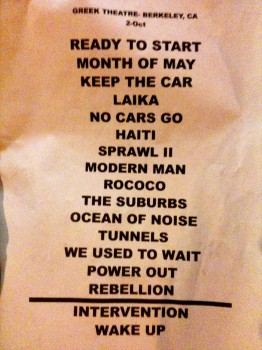 GREEK THEATRE- BERKELEY, CA
2-Oct
READY TO START
MONTH OF MAY
KEEP THE CAR
LAIKA
NO CARS GO
HAITI
SPRAWL II
MODERN MAN
ROCOCO
THE SUBURBS
OCEAN OF NOISE
TUNNELS
WE USED TO WAIT
POWER OUT
REBELLION
INTERVENTION
WAKE UP